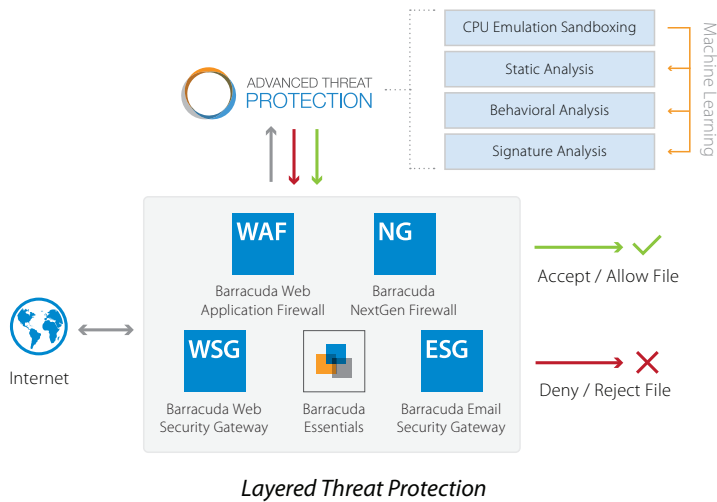 CPU Emulation Sandboxing
Static Analysis
Behavioral Analysis
Signature Analysis
Machine Learning
ADVANCED THREAT
PROTECTION
WAF
Barracuda Web
Application Firewall
NG
Barracuda
NextGen Firewall
WSG
Barracuda Web
Security Gateway
Barracuda
Essentials
ESG
Barracuda Email
Security Gateway
Internet
Accept / Allow File
Deny / Reject File
Layered Threat Protection